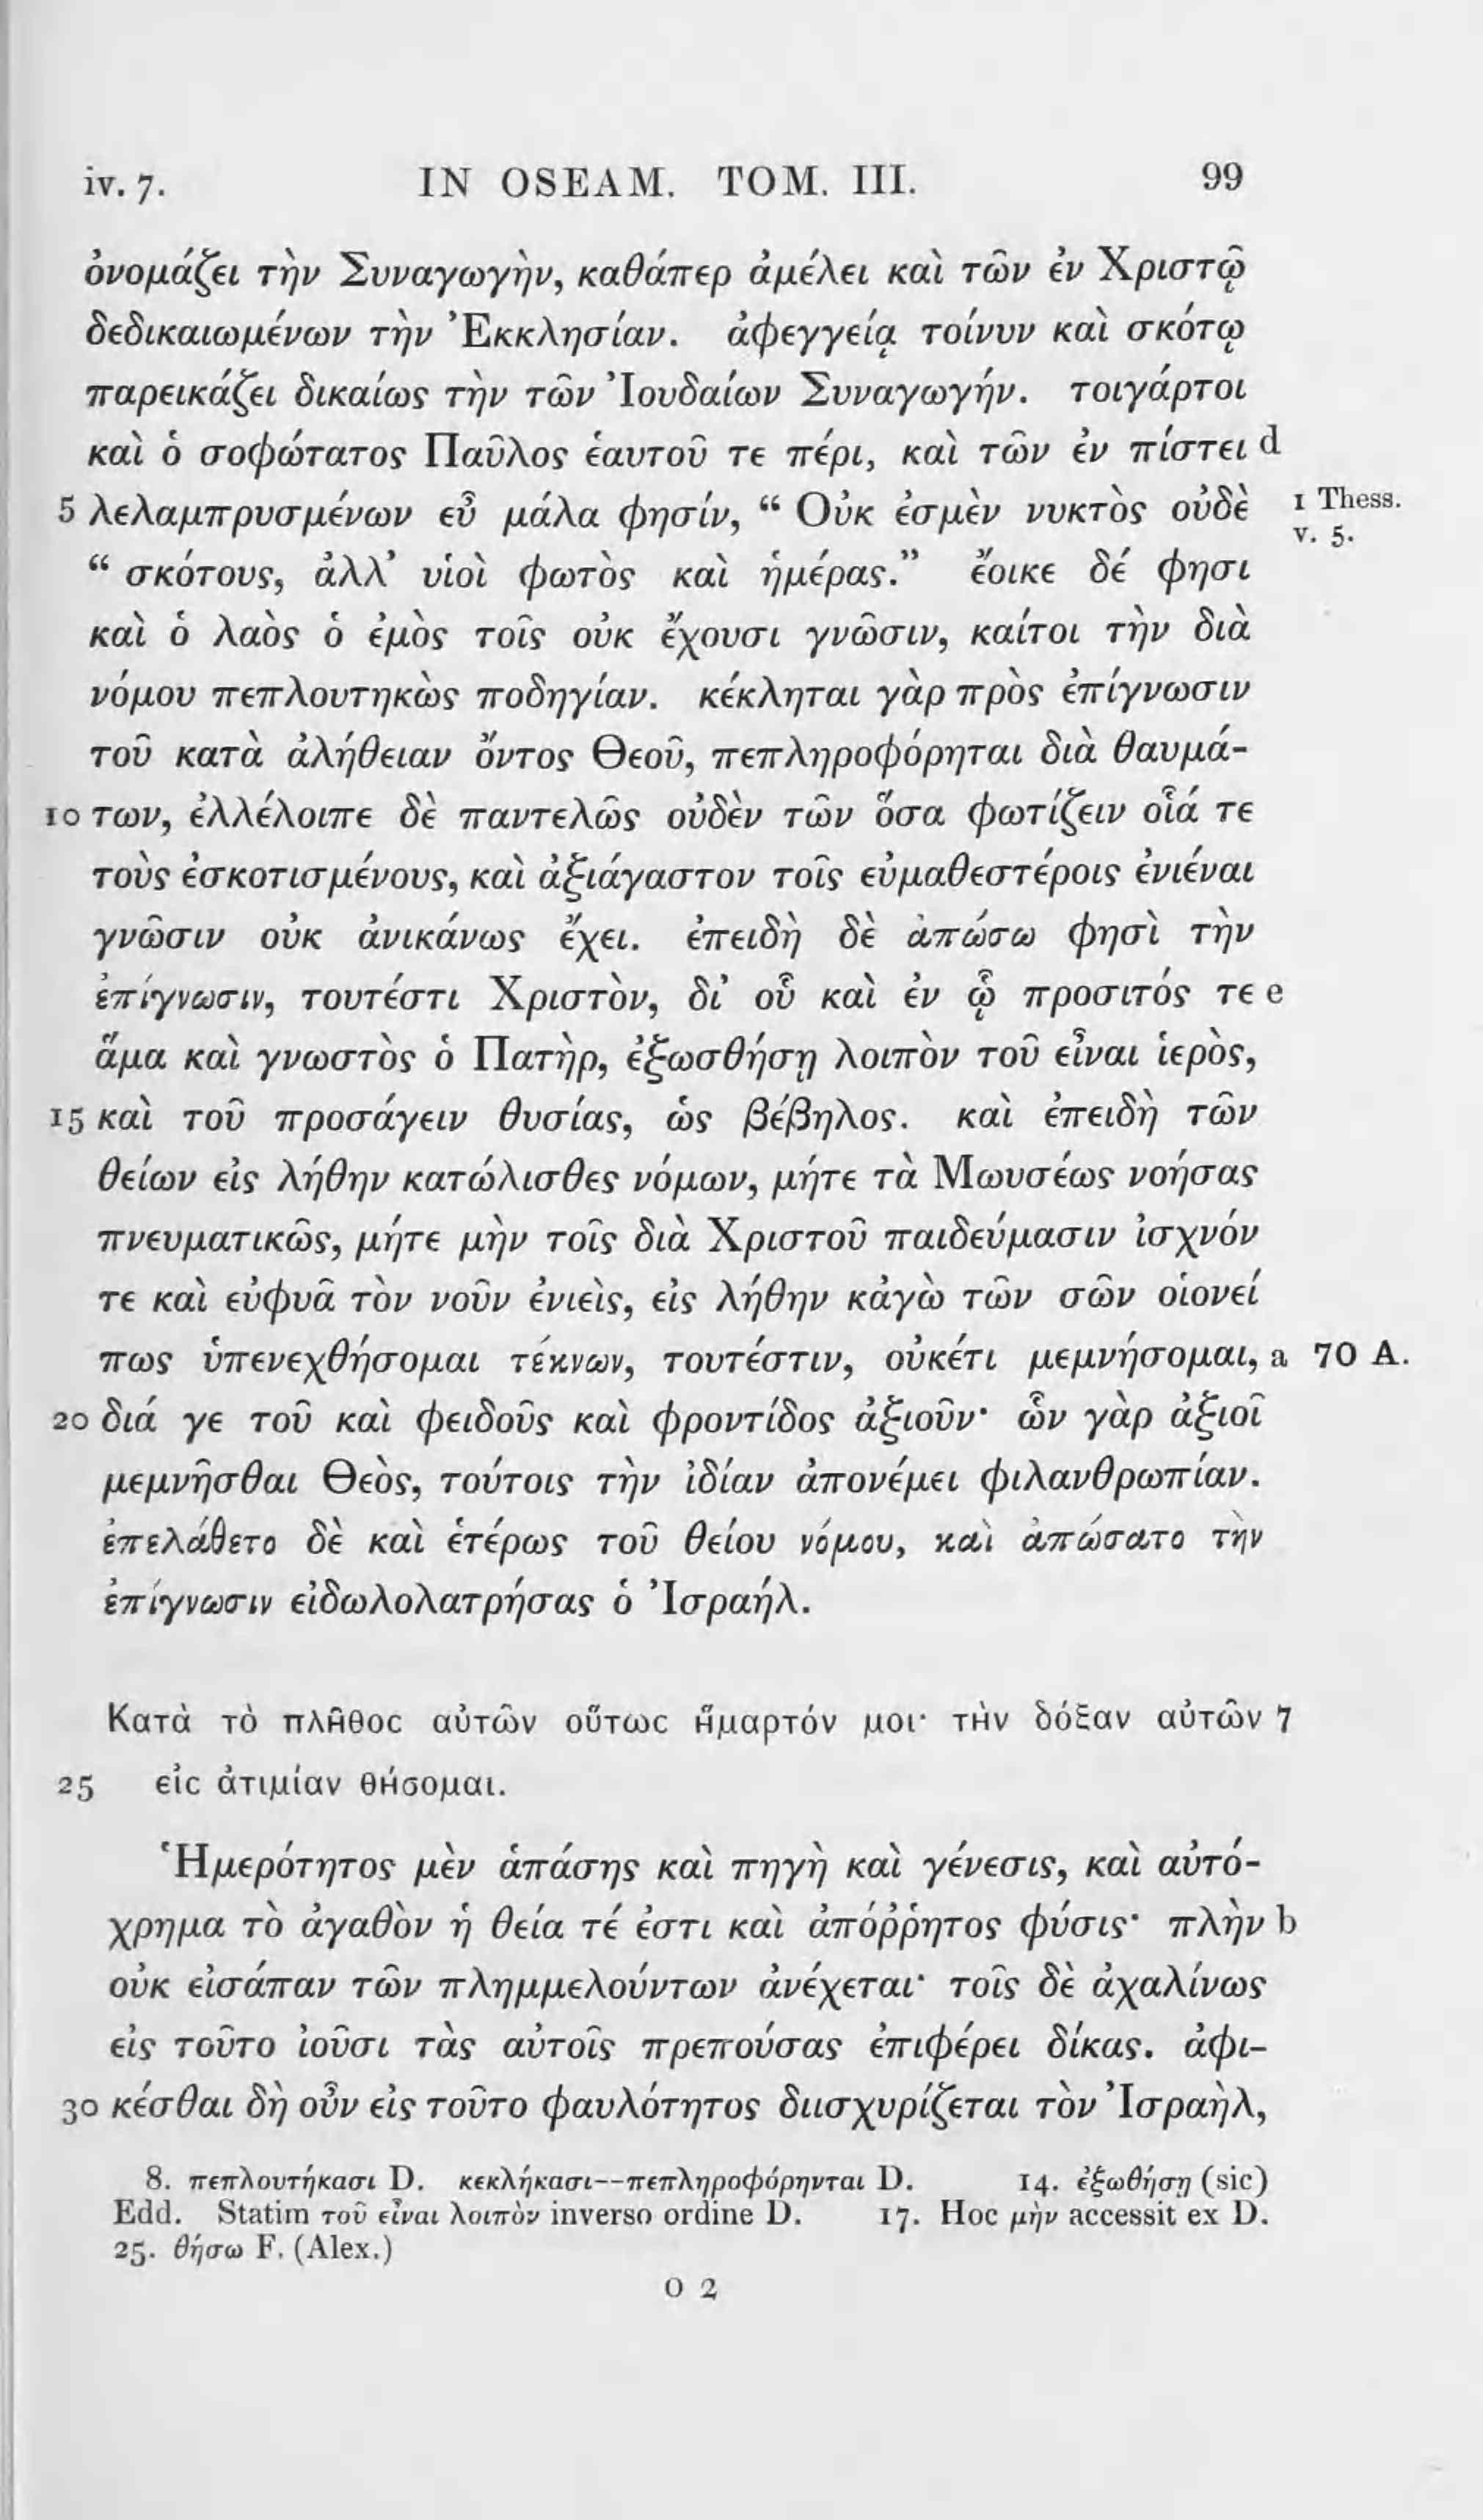 iv. 7. IN OSEAM. TOM. III. 99
ὀνομάζει τὴν Συναγωγὴν, καθάπερ ἀμέλει καὶ τῶν ἐν Χριστῷ
δεδικαιωμένων τὴν Ἐκκλησίαν. ἀφεγγείᾳ τοίνυν καὶ σκότῳ
παρεικάζει δικαίως τὴν τῶν Ἰουδαίων Συναγωγήν. τοιγάρτοι
καὶ ὁ σοφώτατος Παῦλος ἑαυτοῦ τε πέρι, καὶ τῶν ἐν πίστει d
5 λελαμπρυσμένων εὖ μάλα φησίν, “ Οὐκ ἐσμὲν νυκτὸς οὐδὲ 1 Thess. v. 5.
“ σκότους, ἀλλ’ υἱοὶ φωτὸς καὶ ἡμέρας.” ἔοικε δέ φησι
καὶ ὁ λαὸς ὁ ἐμὸς τοῖς οὐκ ἔχουσι γνῶσιν, καίτοι τὴν διὰ
νόμου πεπλουτηκὼς ποδηγίαν. κέκληται γὰρ πρὸς ἐπίγνωσιν
τοῦ κατὰ ἀλήθειαν ὄντος Θεοῦ, πεπληροφόρηται διὰ θαυμά-
10 των, ἐλλέλοιπε δὲ παντελῶς οὐδὲν τῶν ὅσα φωτίζειν οἷά τε
τοὺς ἐσκοτισμένους, καὶ ἀξιάγαστον τοῖς εὐμαθεστέροις ἐνιέναι
γνῶσιν οὐκ ἀνικάνως ἔχει. ἐπειδὴ δὲ ἀπώσω φησὶ τὴν
ἐπίγνωσιν, τουτέστι Χριστὸν, δι’ οὗ καὶ ἐν ᾧ προσιτός τε e
ἅμα καὶ γνωστὸς ὁ Πατὴρ, ἐξωσθήσῃ λοιπὸν τοῦ εἶναι ἱερὸς,
15 καὶ τοῦ προσάγειν θυσίας, ὡς βέβηλος. καὶ ἐπειδὴ τῶν
θείων εἰς λήθην κατώλισθες νόμων, μήτε τὰ Μωυσέως νοήσας
πνευματικῶς, μήτε μὴν τοῖς διὰ Χριστοῦ παιδεύμασιν ἰσχνόν
τε καὶ εὐφυᾶ τὸν νοῦν ἐνιεὶς, εἰς λήθην κἀγὼ τῶν σῶν οἱονεί
πως ὑπενεχθήσομαι τέκνων, τουτέστιν, οὐκέτι μεμνήσομαι, a 70 A.
20 διά γε τοῦ καὶ φειδοῦς καὶ φροντίδος ἀξιοῦν· ὧν γὰρ ἀξιοῖ
μεμνῆσθαι Θεὸς, τούτοις τὴν ἰδίαν ἀπονέμει φιλανθρωπίαν.
ἐπελάθετο δὲ καὶ ἑτέρως τοῦ θείου νόμου, καὶ ἀπώσατο τὴν
ἐπίγνωσιν εἰδωλολατρήσας ὁ Ἰσραήλ.
Κατὰ τὸ πλῆθος αὐτῶν οὕτως ἥμαρτόν μοι· τὴν δόξαν αὐτῶν 7
25 εἰς ἀτιμίαν θήσομαι.
Ἡμερότητος μὲν ἁπάσης καὶ πηγὴ καὶ γένεσις, καὶ αὐτό-
χρημα τὸ ἀγαθὸν ἡ θεία τέ ἐστι καὶ ἀπόῤῥητος φύσις· πλὴν b
οὐκ εἰσάπαν τῶν πλημμελούντων ἀνέχεται· τοῖς δὲ ἀχαλίνως
εἰς τοῦτο ἰοῦσι τὰς αὐτοῖς πρεπούσας ἐπιφέρει δίκας. ἀφι-
30 κέσθαι δὴ οὖν εἰς τοῦτο φαυλότητος διισχυρίζεται τὸν Ἰσραὴλ,
8. πεπλουτήκασι D. κεκλήκασι--πεπληροφόρηνται D. 14. ἐξωθήσῃ (sic)
Edd. Statim τοῦ εἶναι λοιπὸν inverso ordine D. 17. Hoc μὴν accessit ex D.
25. θήσω F. (Alex.)
O 2